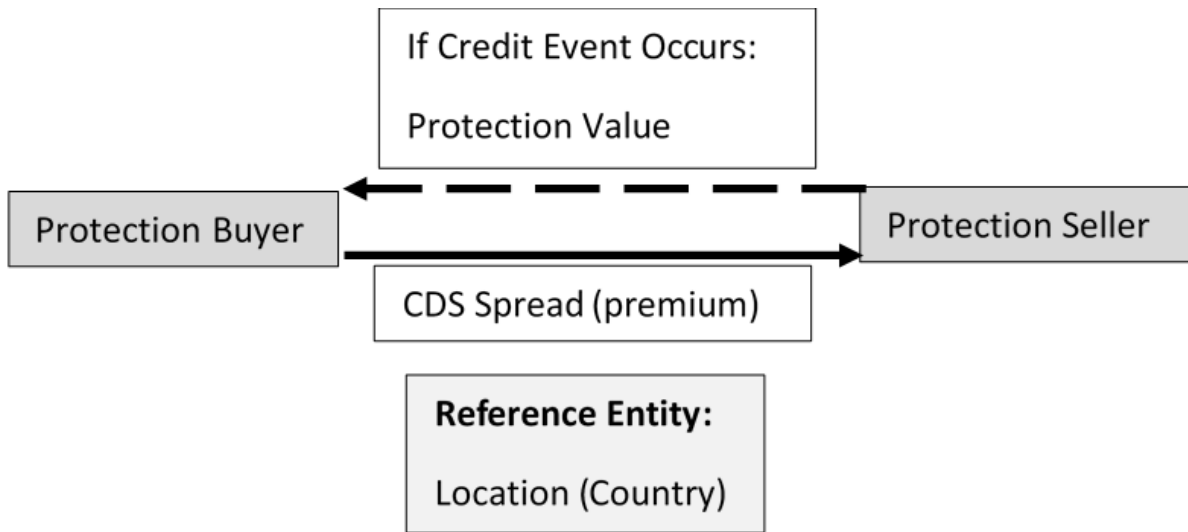 If Credit Event Occurs:
Protection Value
Protection Buyer
Protection Seller
CDS Spread (premium)
Reference Entity:
Location (Country)